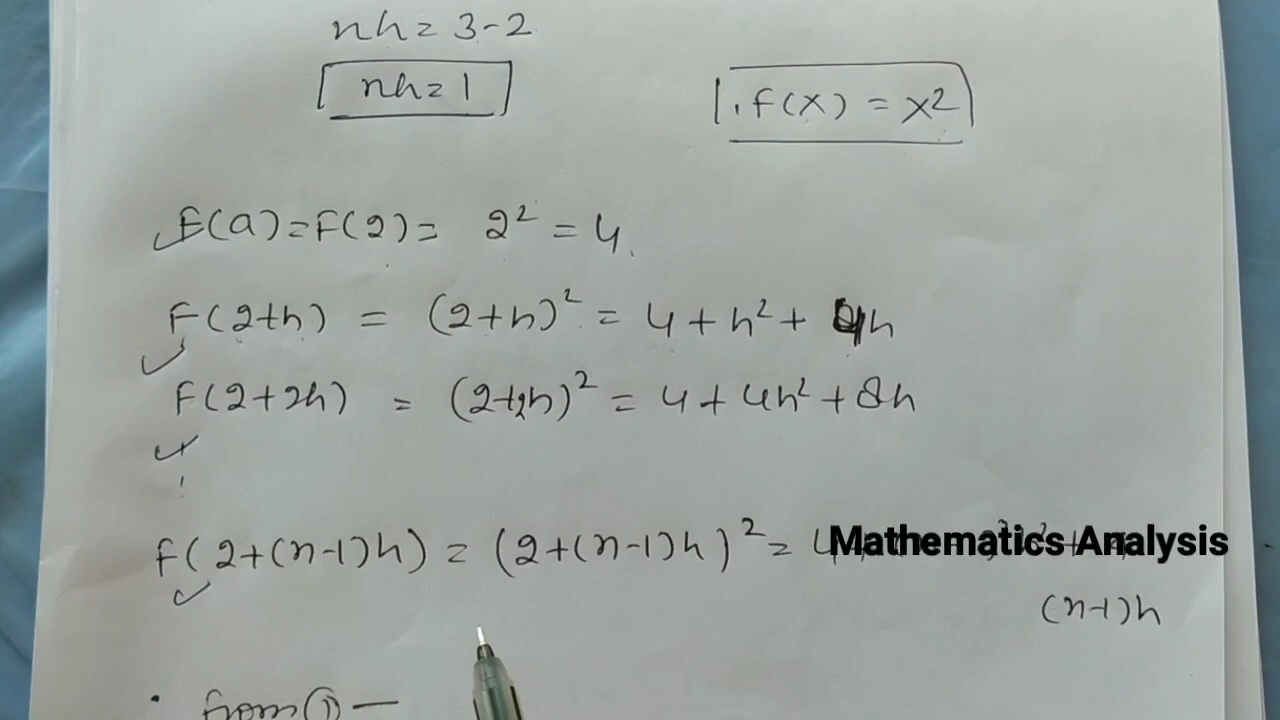 nh = 3-2
nh = 1
f(x) = x²
F(a) = F(2) = 2² = 4
F(2+h) = (2+h)² = 4 + h² + 4h
F(2+2h) = (2+2h)² = 4 + 4h² + 8h
f(2+(n-1)h) = (2+(n-1)h)² = 4
Mathematics Analysis
(n-1)h
from ① —